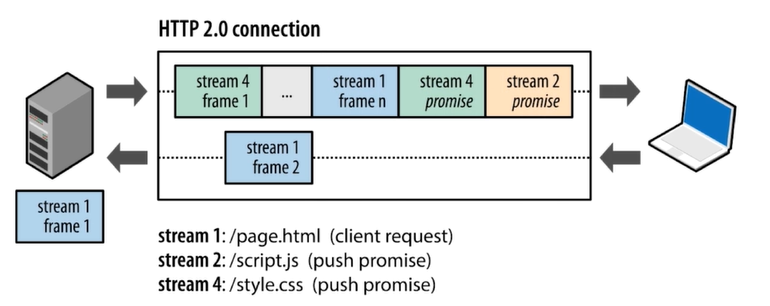 HTTP 2.0 connection
stream 4
frame 1
...
stream 1
frame n
stream 4
promise
stream 2
promise
stream 1
frame 2
stream 1
frame 1
stream 1: /page.html (client request)
stream 2: /script.js (push promise)
stream 4: /style.css (push promise)